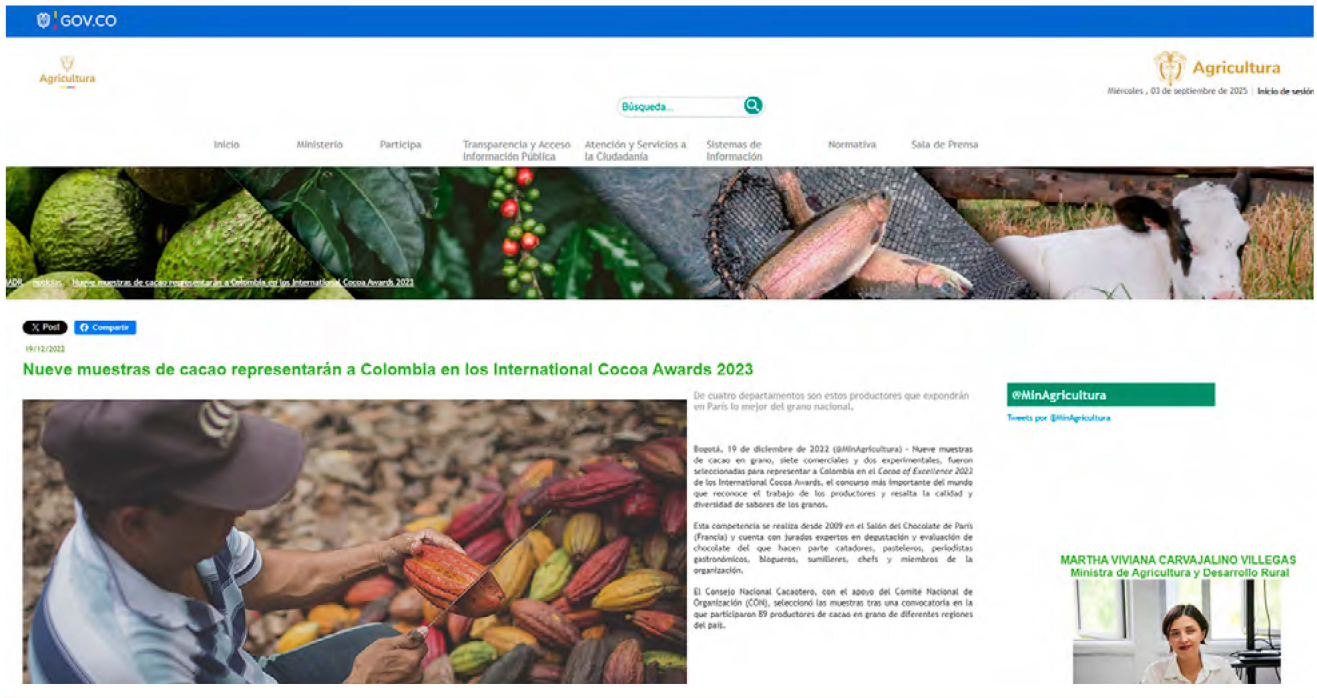 GOV.CO
Agricultura
Agricultura
Miércoles , 03 de septiembre de 2025 | Inicio de sesión
Búsqueda...
Inicio
Ministerio
Participa
Transparencia y Acceso
Información Pública
Atención y Servicios a
la Ciudadanía
Sistemas de
Información
Normativa
Sala de Prensa
ADR Noticias Nueve muestras de cacao representarán a Colombia en los International Cocoa Awards 2023
X Post
Compartir
19/12/2022
Nueve muestras de cacao representarán a Colombia en los International Cocoa Awards 2023
De cuatro departamentos son estos productores que expondrán
en París lo mejor del grano nacional.
Bogotá, 19 de diciembre de 2022 (@MinAgricultura) - Nueve muestras
de cacao en grano, siete comerciales y dos experimentales, fueron
seleccionadas para representar a Colombia en el Cocoa of Excellence 2023
de los International Cocoa Awards, el concurso más importante del mundo
que reconoce el trabajo de los productores y resalta la calidad y
diversidad de sabores de los granos.
Esta competencia se realiza desde 2009 en el Salón del Chocolate de París
(Francia) y cuenta con jurados expertos en degustación y evaluación de
chocolate del que hacen parte catadores, pasteleros, periodistas
gastronómicos, blogueros, sumilleres, chefs y miembros de la
organización.
El Consejo Nacional Cacaotero, con el apoyo del Comité Nacional de
Organización (CON), seleccionó las muestras tras una convocatoria en la
que participaron 89 productores de cacao en grano de diferentes regiones
del país.
@MinAgricultura
Tweets por @MinAgricultura
MARTHA VIVIANA CARVAJALINO VILLEGAS
Ministra de Agricultura y Desarrollo Rural